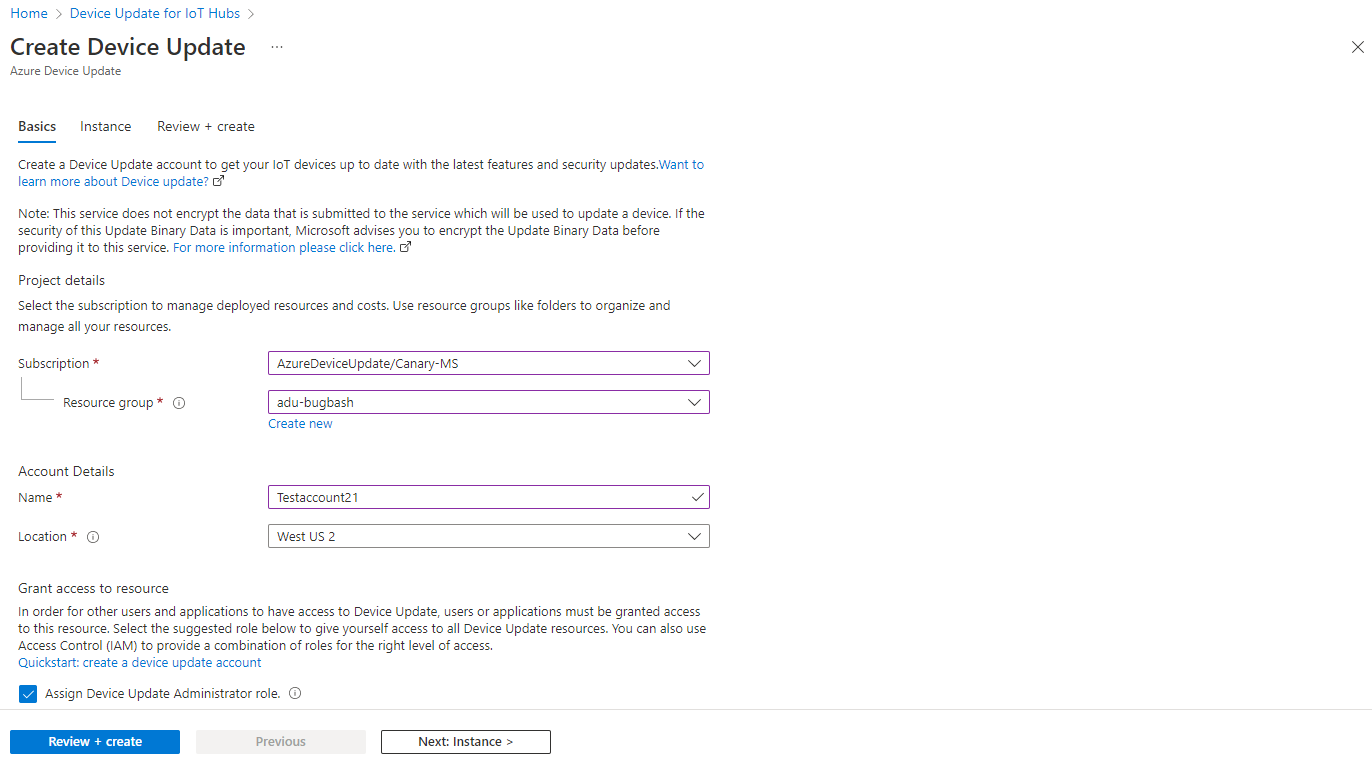 Home > Device Update for IoT Hubs >
Create Device Update ...
Azure Device Update
Basics Instance Review + create
Create a Device Update account to get your IoT devices up to date with the latest features and security updates.Want to
learn more about Device update?
Note: This service does not encrypt the data that is submitted to the service which will be used to update a device. If the
security of this Update Binary Data is important, Microsoft advises you to encrypt the Update Binary Data before
providing it to this service. For more information please click here.
Project details
Select the subscription to manage deployed resources and costs. Use resource groups like folders to organize and
manage all your resources.
Subscription * AzureDeviceUpdate/Canary-MS
Resource group * adu-bugbash
Create new
Account Details
Name * Testaccount21
Location * West US 2
Grant access to resource
In order for other users and applications to have access to Device Update, users or applications must be granted access
to this resource. Select the suggested role below to give yourself access to all Device Update resources. You can also use
Access Control (IAM) to provide a combination of roles for the right level of access.
Quickstart: create a device update account
Assign Device Update Administrator role.
Review + create Previous Next: Instance >